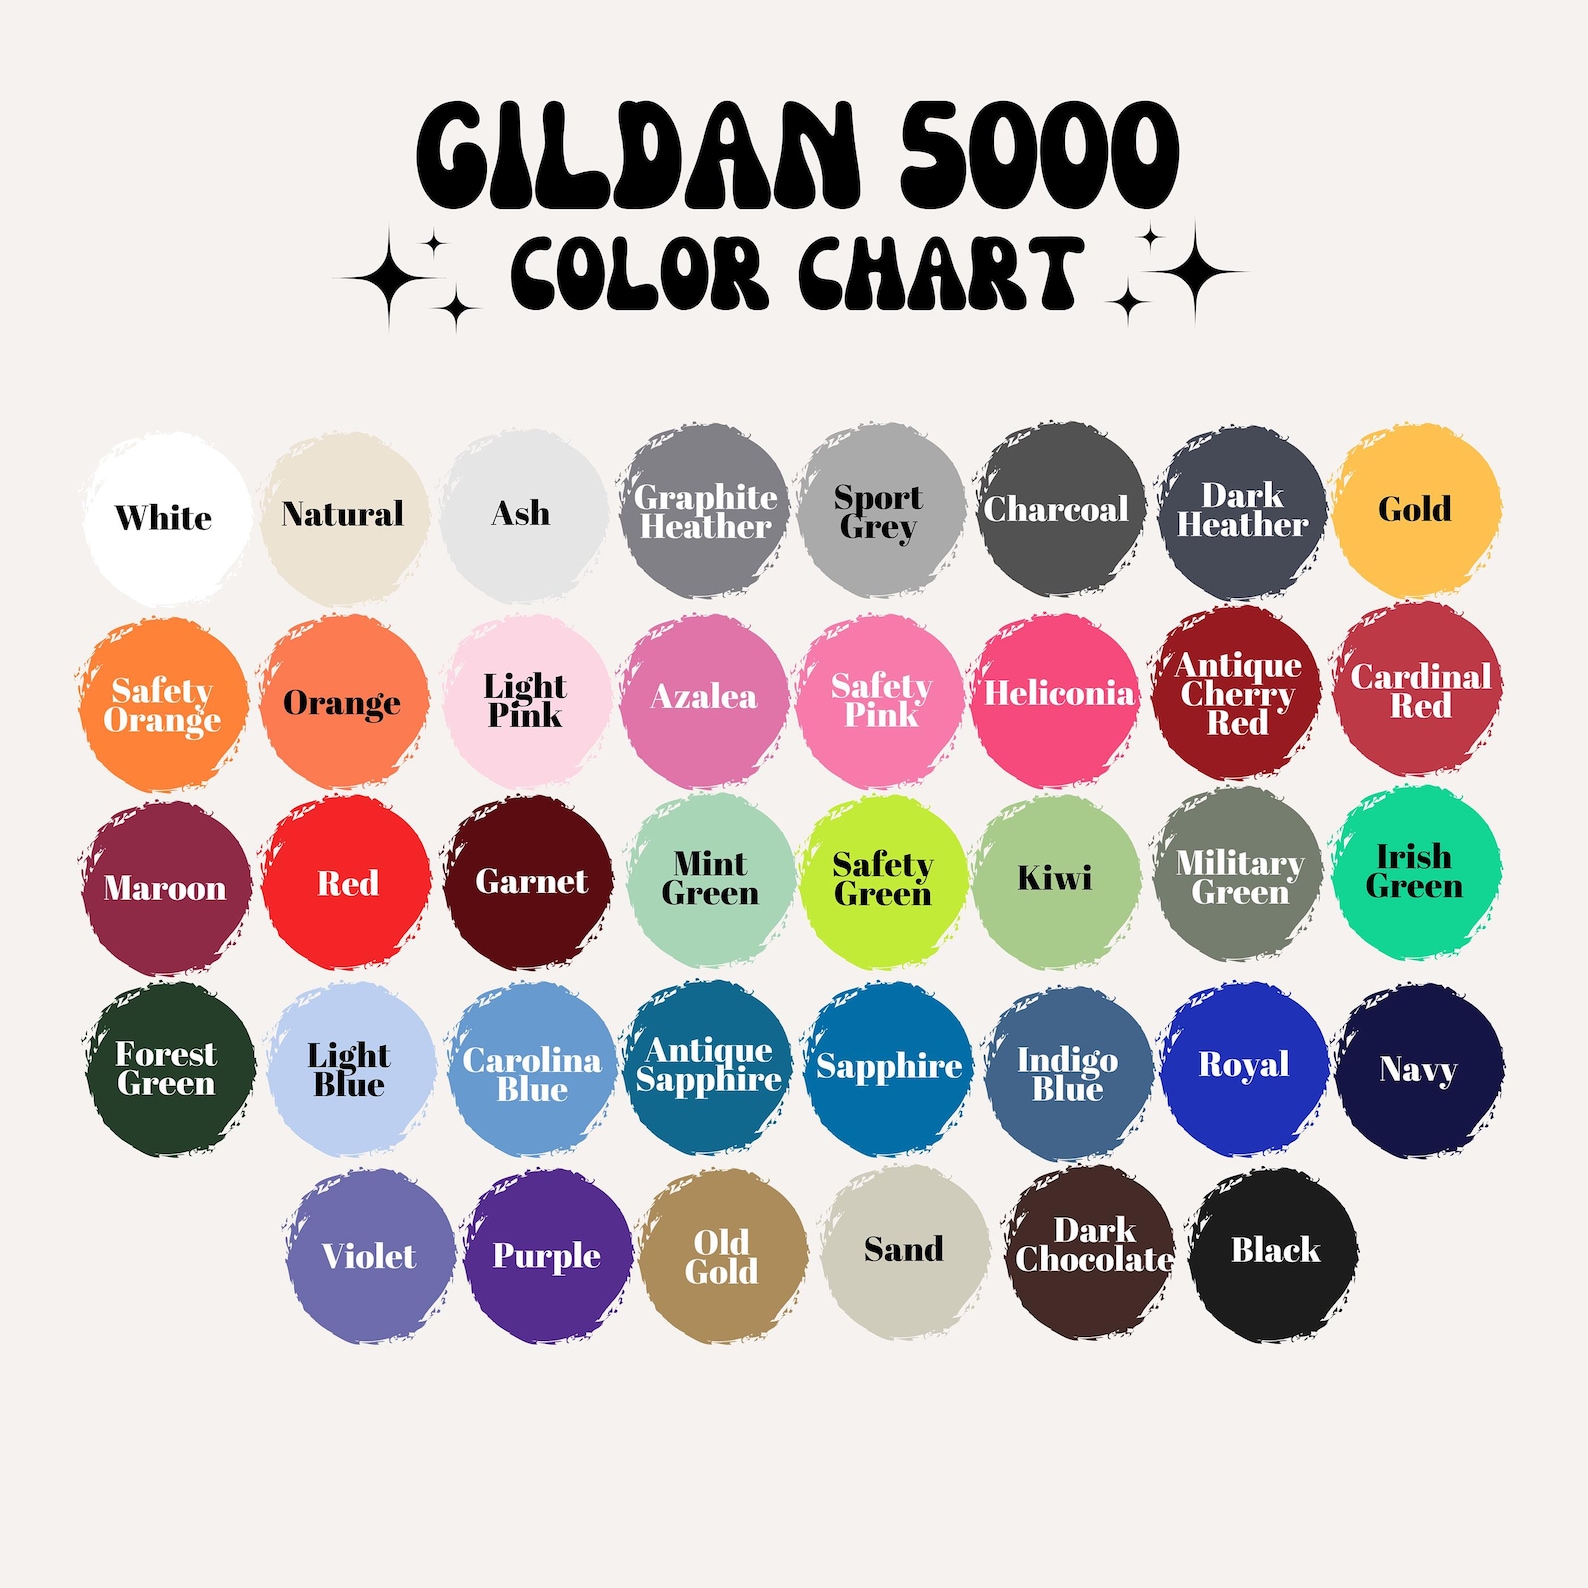 GILDAN 5000
COLOR CHART
White
Natural
Ash
Graphite
Heather
Sport
Grey
Charcoal
Dark
Heather
Gold
Safety
Orange
Orange
Light
Pink
Azalea
Safety
Pink
Heliconia
Antique
Cherry
Red
Cardinal
Red
Maroon
Red
Garnet
Mint
Green
Safety
Green
Kiwi
Military
Green
Irish
Green
Forest
Green
Light
Blue
Carolina
Blue
Antique
Sapphire
Sapphire
Indigo
Blue
Royal
Navy
Violet
Purple
Old
Gold
Sand
Dark
Chocolate
Black